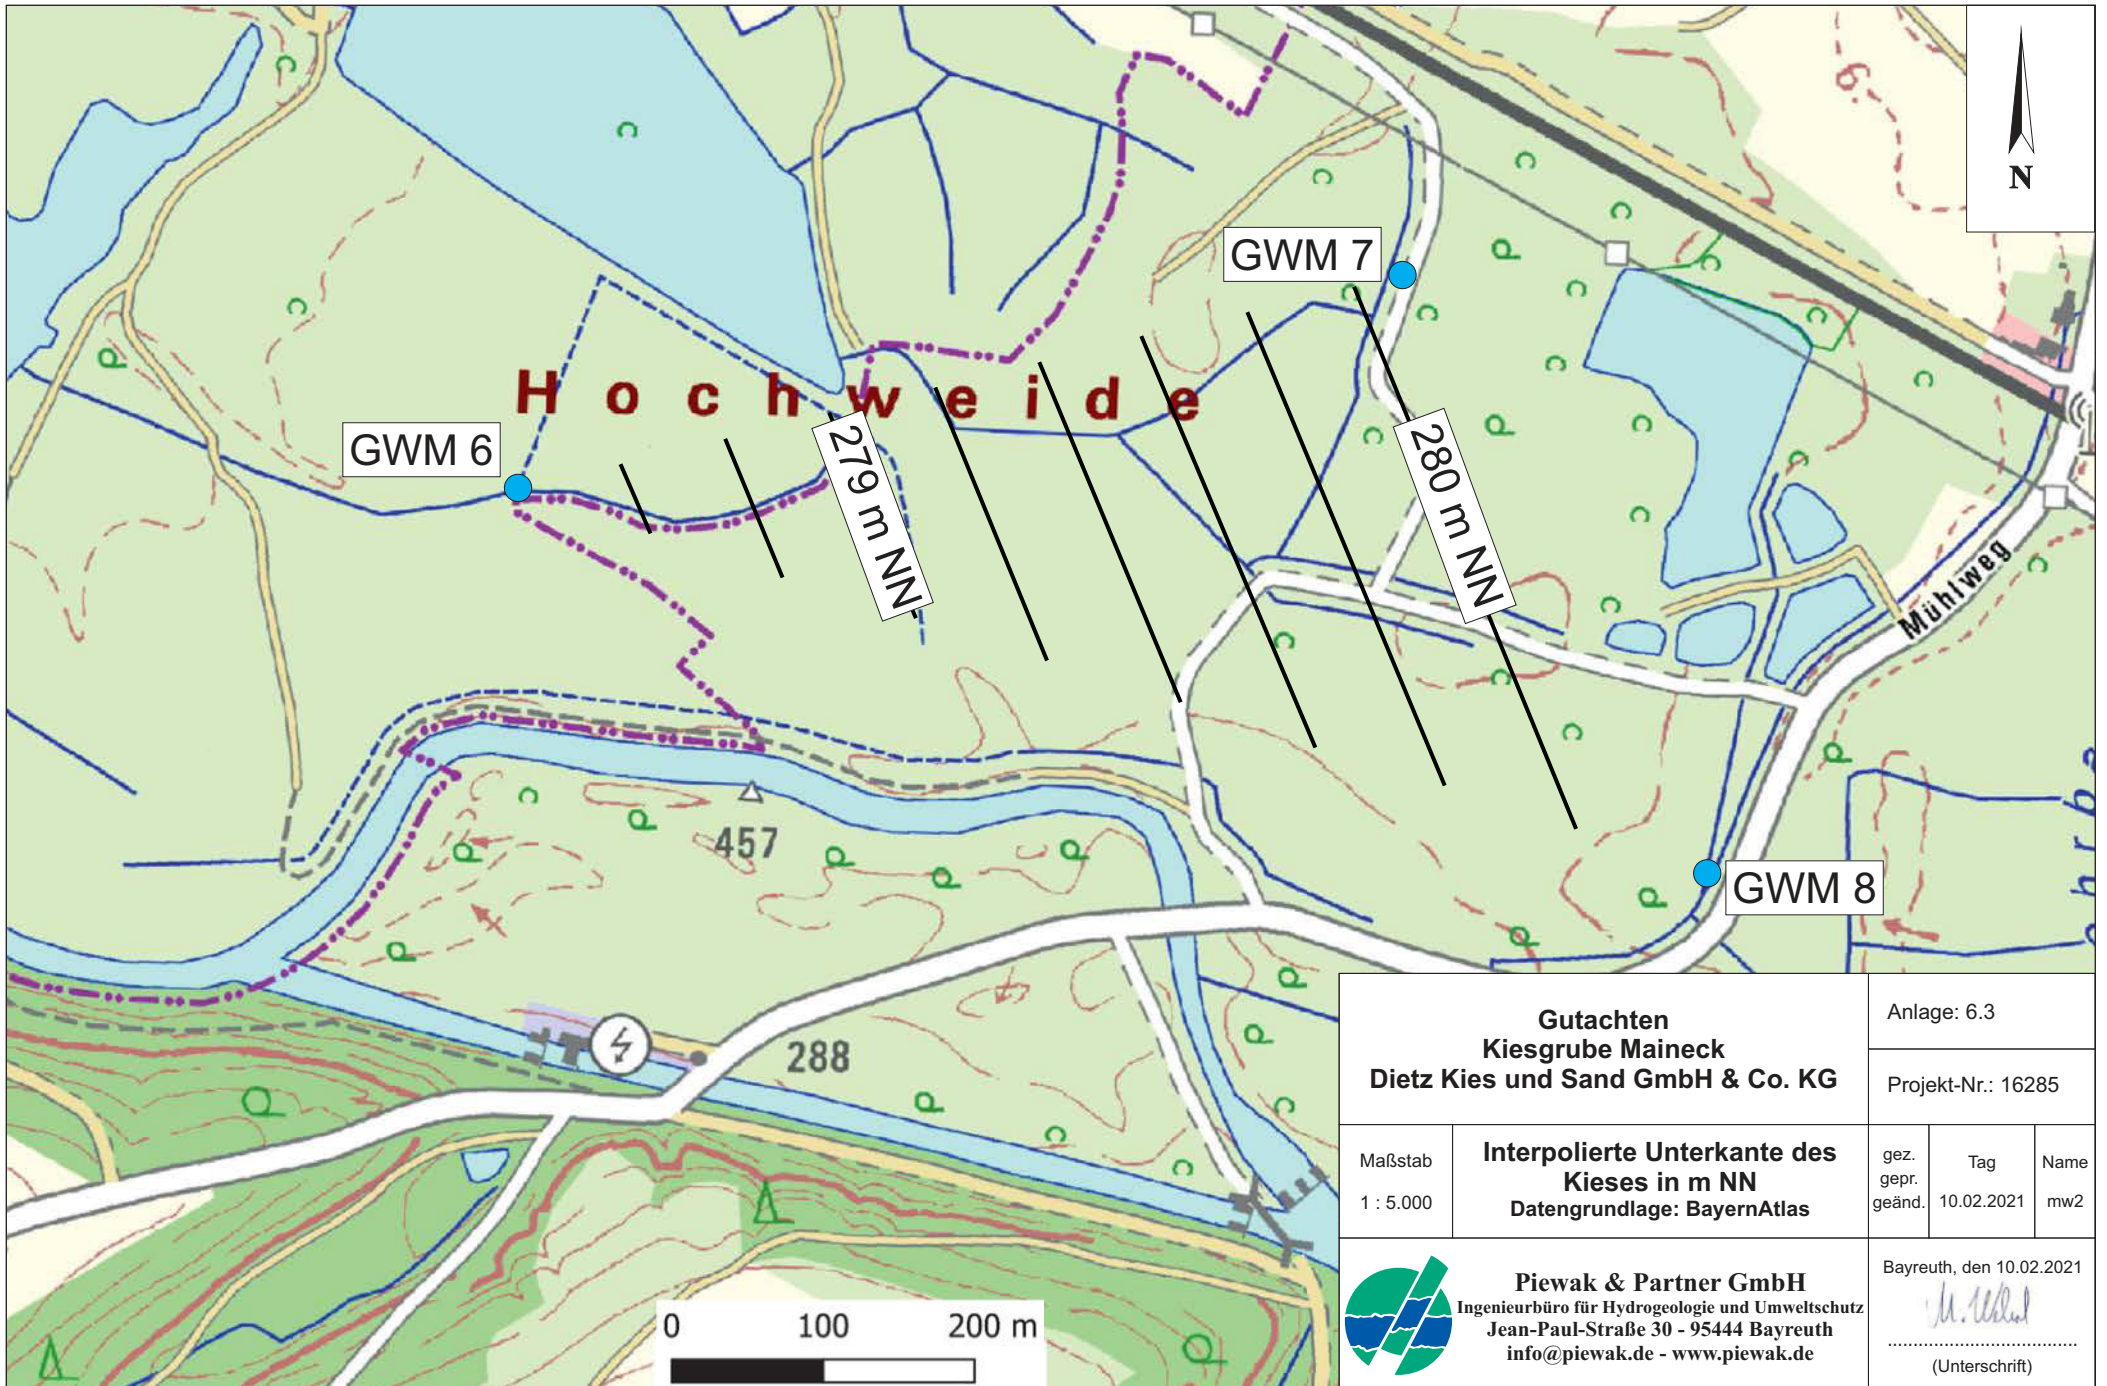 N
GWM 7
Hochweide
GWM 6
279 m NN
280 m NN
Mühlweg
457
GWM 8
288
0 100 200 m
Gutachten
Kiesgrube Maineck
Dietz Kies und Sand GmbH & Co. KG
Anlage: 6.3
Projekt-Nr.: 16285
Maßstab
1 : 5.000
Interpolierte Unterkante des
Kieses in m NN
Datengrundlage: BayernAtlas
gez.
gepr.
geänd.
Tag
10.02.2021
Name
mw2
Piewak & Partner GmbH
Ingenieurbüro für Hydrogeologie und Umweltschutz
Jean-Paul-Straße 30 - 95444 Bayreuth
info@piewak.de - www.piewak.de
Bayreuth, den 10.02.2021
(Unterschrift)